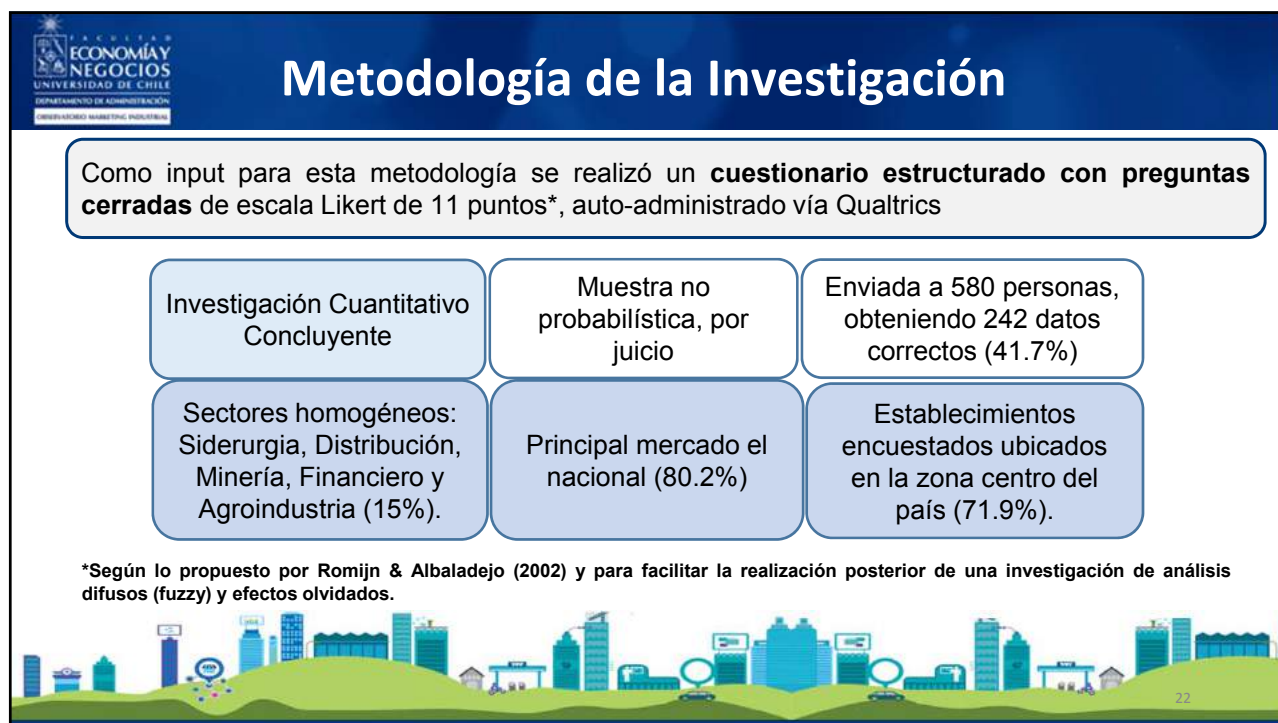 FACULTAD
ECONOMÍA Y
NEGOCIOS
UNIVERSIDAD DE CHILE
DEPARTAMENTO DE ADMINISTRACIÓN
OBSERVATORIO MARKETING INDUSTRIAL
Metodología de la Investigación
Como input para esta metodología se realizó un cuestionario estructurado con preguntas
cerradas de escala Likert de 11 puntos*, auto-administrado vía Qualtrics
Investigación Cuantitativo
Concluyente
Muestra no
probabilística, por
juicio
Enviada a 580 personas,
obteniendo 242 datos
correctos (41.7%)
Sectores homogéneos:
Siderurgia, Distribución,
Minería, Financiero y
Agroindustria (15%).
Principal mercado el
nacional (80.2%)
Establecimientos
encuestados ubicados
en la zona centro del
país (71.9%).
*Según lo propuesto por Romijn & Albaladejo (2002) y para facilitar la realización posterior de una investigación de análisis
difusos (fuzzy) y efectos olvidados.
22